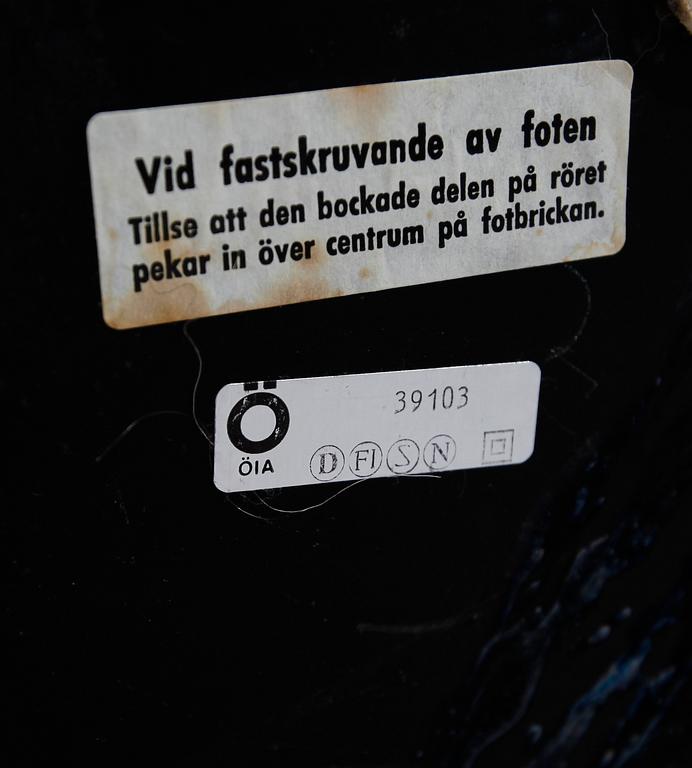 Vid fastskruvande av foten
Tillse att den bockade delen på röret
pekar in över centrum på fotbrickan.
Ö 39103
ÖIA D FI S N